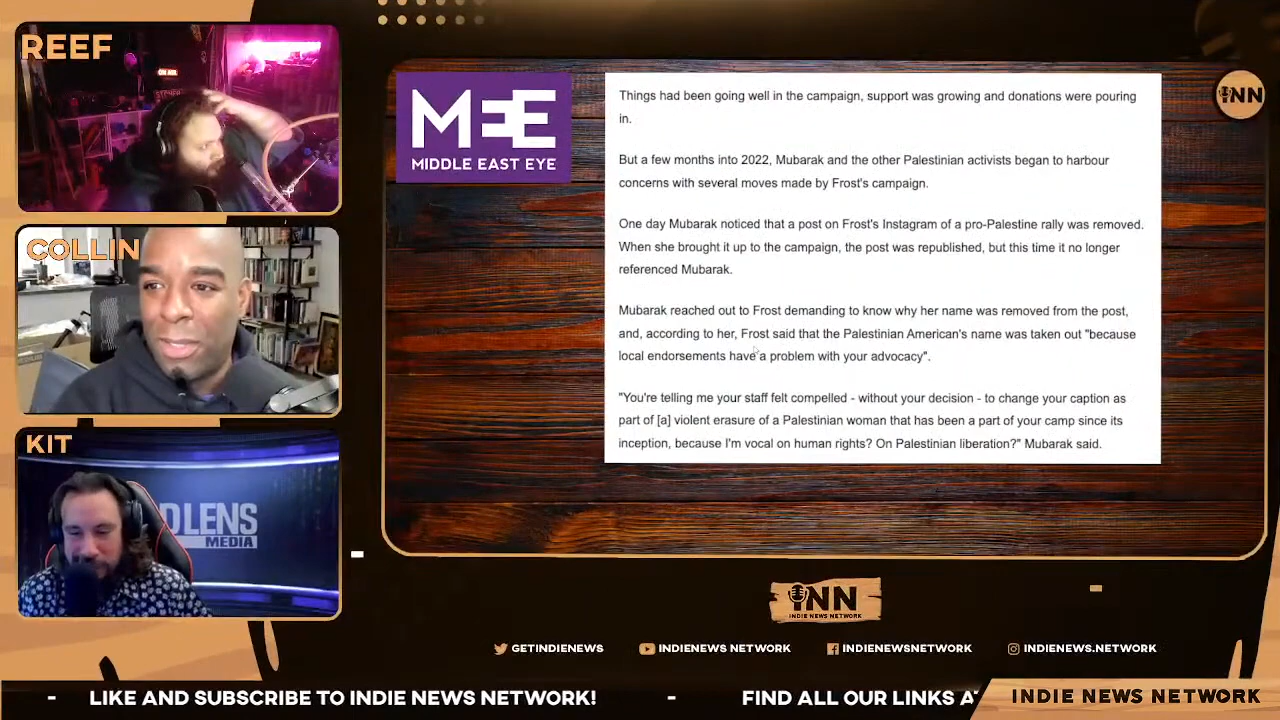 REEF
ON AIR
COLLIN
KIT
DLENS
MEDIA
MEE
MIDDLE EAST EYE
Things had been going well in the campaign, support was growing and donations were pouring
in.
But a few months into 2022, Mubarak and the other Palestinian activists began to harbour
concerns with several moves made by Frost's campaign.
One day Mubarak noticed that a post on Frost's Instagram of a pro-Palestine rally was removed.
When she brought it up to the campaign, the post was republished, but this time it no longer
referenced Mubarak.
Mubarak reached out to Frost demanding to know why her name was removed from the post,
and, according to her, Frost said that the Palestinian American's name was taken out "because
local endorsements have a problem with your advocacy".
"You're telling me your staff felt compelled - without your decision - to change your caption as
part of [a] violent erasure of a Palestinian woman that has been a part of your camp since its
inception, because I'm vocal on human rights? On Palestinian liberation?" Mubarak said.
INN
INN
INDIE NEWS NETWORK
GETINDIENEWS
INDIENEWS NETWORK
INDIENEWSNETWORK
INDIENEWS.NETWORK
- LIKE AND SUBSCRIBE TO INDIE NEWS NETWORK! - FIND ALL OUR LINKS A
INDIE NEWS NETWORK